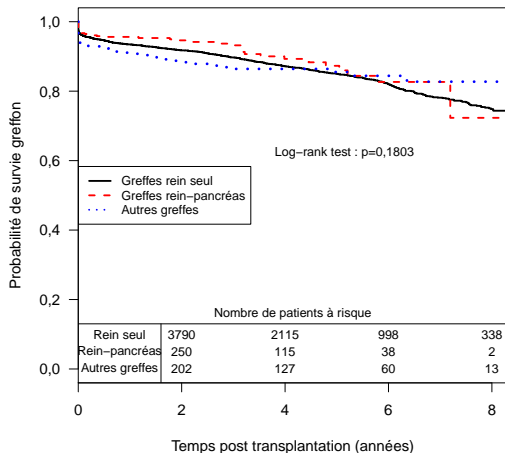 1,0
0,8
0,6
0,4
0,2
0,0
Probabilité de survie greffon
Log−rank test : p=0,1803
Greffes rein seul
Greffes rein−pancréas
Autres greffes
Nombre de patients à risque
Rein seul 3790 2115 998 338
Rein−pancréas 250 115 38 2
Autres greffes 202 127 60 13
0 2 4 6 8
Temps post transplantation (années)